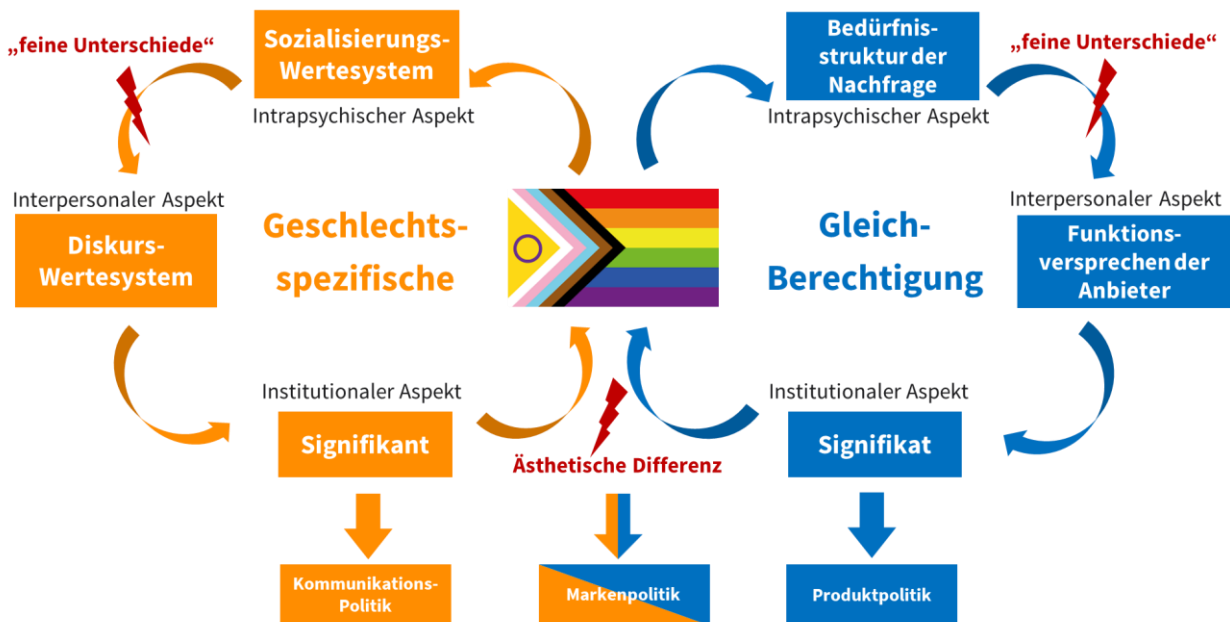 „feine Unterschiede“
Sozialisierungs-
Wertesystem
Intrapsychischer Aspekt
Bedürfnis-
struktur der
Nachfrage
Intrapsychischer Aspekt
„feine Unterschiede“
Interpersonaler Aspekt
Diskurs-
Wertesystem
Geschlechts-
spezifische
Gleich-
Berechtigung
Interpersonaler Aspekt
Funktions-
versprechen der
Anbieter
Institutionaler Aspekt
Signifikant
Ästhetische Differenz
Institutionaler Aspekt
Signifikat
Kommunikations-
Politik
Markenpolitik
Produktpolitik